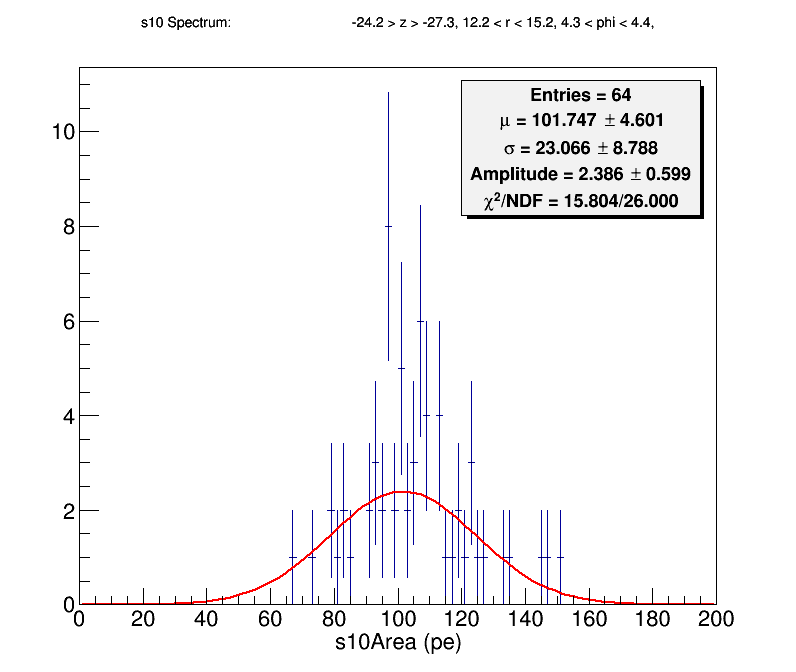 s10 Spectrum: -24.2 > z > -27.3, 12.2 < r < 15.2, 4.3 < phi < 4.4,
Entries = 64
μ = 101.747 ± 4.601
σ = 23.066 ± 8.788
Amplitude = 2.386 ± 0.599
χ²/NDF = 15.804/26.000
10
8
6
4
2
0
0 20 40 60 80 100 120 140 160 180 200
s10Area (pe)